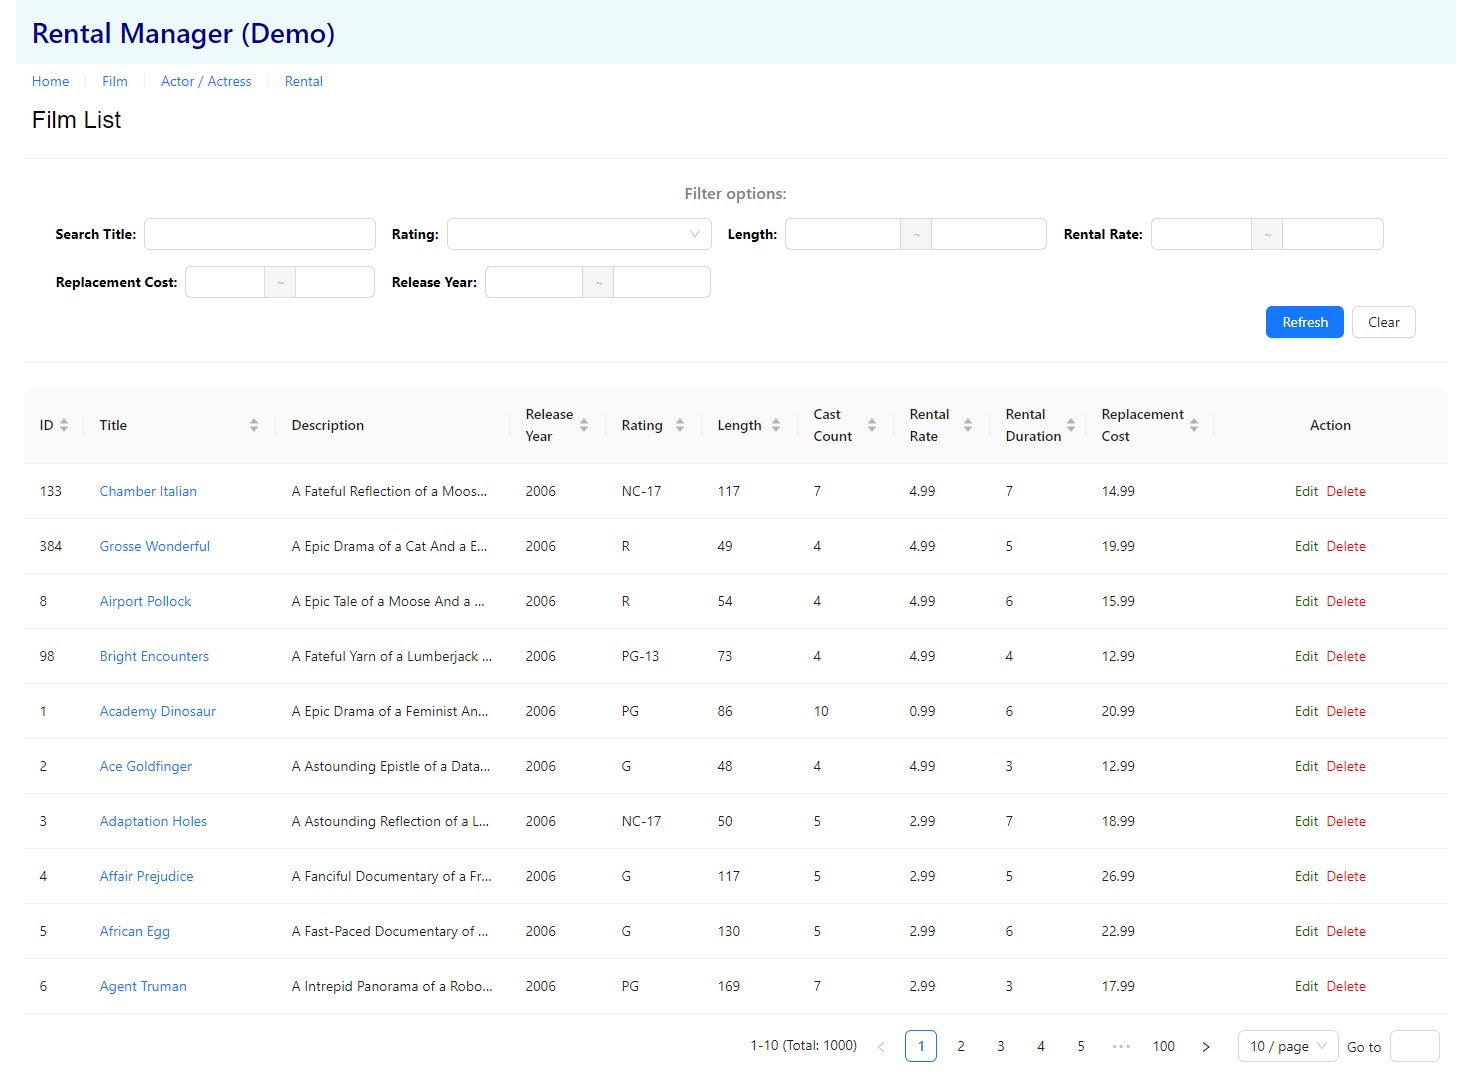 Rental Manager (Demo)
Home Film Actor / Actress Rental
Film List
Filter options:
Search Title: Rating: Length: ~ Rental Rate: ~
Replacement Cost: ~ Release Year: ~
Refresh Clear
ID Title Description Release Year Rating Length Cast Count Rental Rate Rental Duration Replacement Cost Action
133 Chamber Italian A Fateful Reflection of a Moos... 2006 NC-17 117 7 4.99 7 14.99 Edit Delete
384 Grosse Wonderful A Epic Drama of a Cat And a E... 2006 R 49 4 4.99 5 19.99 Edit Delete
8 Airport Pollock A Epic Tale of a Moose And a ... 2006 R 54 4 4.99 6 15.99 Edit Delete
98 Bright Encounters A Fateful Yarn of a Lumberjack ... 2006 PG-13 73 4 4.99 4 12.99 Edit Delete
1 Academy Dinosaur A Epic Drama of a Feminist An... 2006 PG 86 10 0.99 6 20.99 Edit Delete
2 Ace Goldfinger A Astounding Epistle of a Data... 2006 G 48 4 4.99 3 12.99 Edit Delete
3 Adaptation Holes A Astounding Reflection of a L... 2006 NC-17 50 5 2.99 7 18.99 Edit Delete
4 Affair Prejudice A Fanciful Documentary of a Fr... 2006 G 117 5 2.99 5 26.99 Edit Delete
5 African Egg A Fast-Paced Documentary of ... 2006 G 130 5 2.99 6 22.99 Edit Delete
6 Agent Truman A Intrepid Panorama of a Robo... 2006 PG 169 7 2.99 3 17.99 Edit Delete
1-10 (Total: 1000) < 1 2 3 4 5 ••• 100 > 10 / page Go to